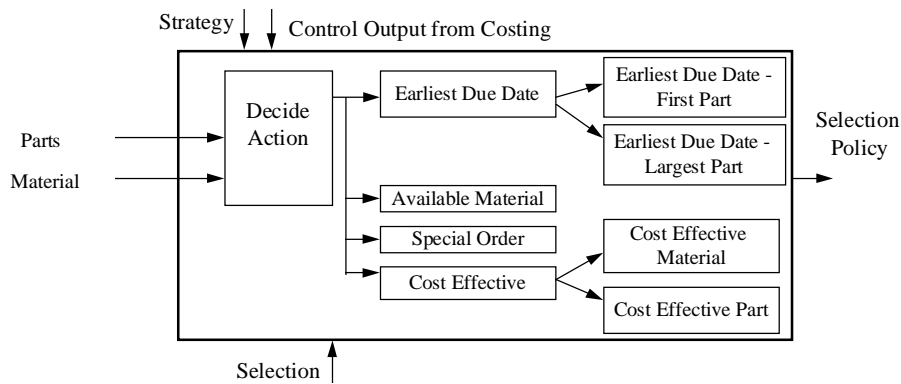 Strategy
Control Output from Costing
Decide
Action
Earliest Due Date
Earliest Due Date -
First Part
Earliest Due Date -
Largest Part
Parts
Material
Selection
Policy
Available Material
Special Order
Cost Effective
Cost Effective
Material
Cost Effective Part
Selection